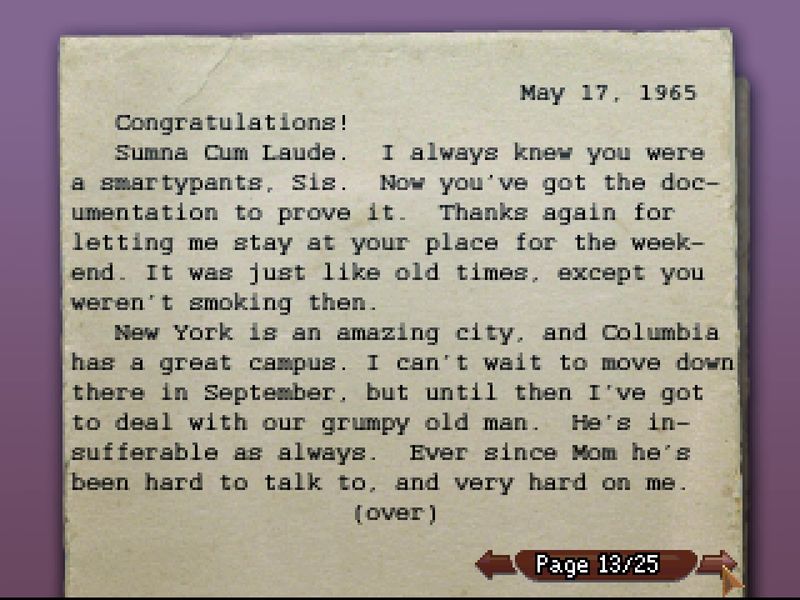 May 17, 1965
Congratulations!
Sumna Cum Laude. I always knew you were
a smartypants, Sis. Now you've got the doc-
umentation to prove it. Thanks again for
letting me stay at your place for the week-
end. It was just like old times, except you
weren't smoking then.
New York is an amazing city, and Columbia
has a great campus. I can't wait to move down
there in September, but until then I've got
to deal with our grumpy old man. He's in-
sufferable as always. Ever since Mom he's
been hard to talk to, and very hard on me.
(over)
Page 13/25